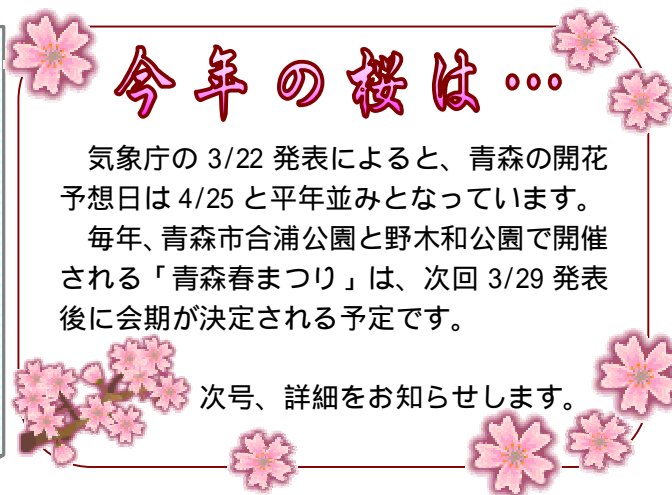 今年の桜は…
気象庁の 3/22 発表によると、青森の開花
予想日は 4/25 と平年並みとなっています。
毎年、青森市合浦公園と野木和公園で開催
される「青森春まつり」は、次回 3/29 発表
後に会期が決定される予定です。
次号、詳細をお知らせします。